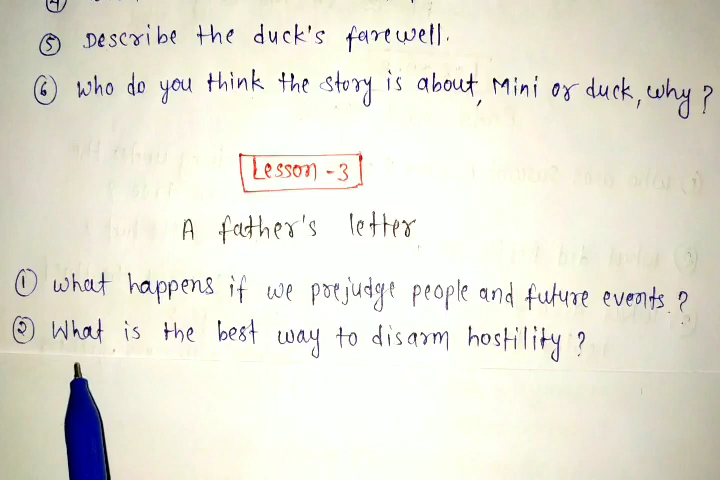 ④
⑤ Describe the duck's farewell.
⑥ Who do you think the story is about, Mini or duck, why?
Lesson - 3
A father's letter
① What happens if we prejudge people and future events.?
② What is the best way to disarm hostility?